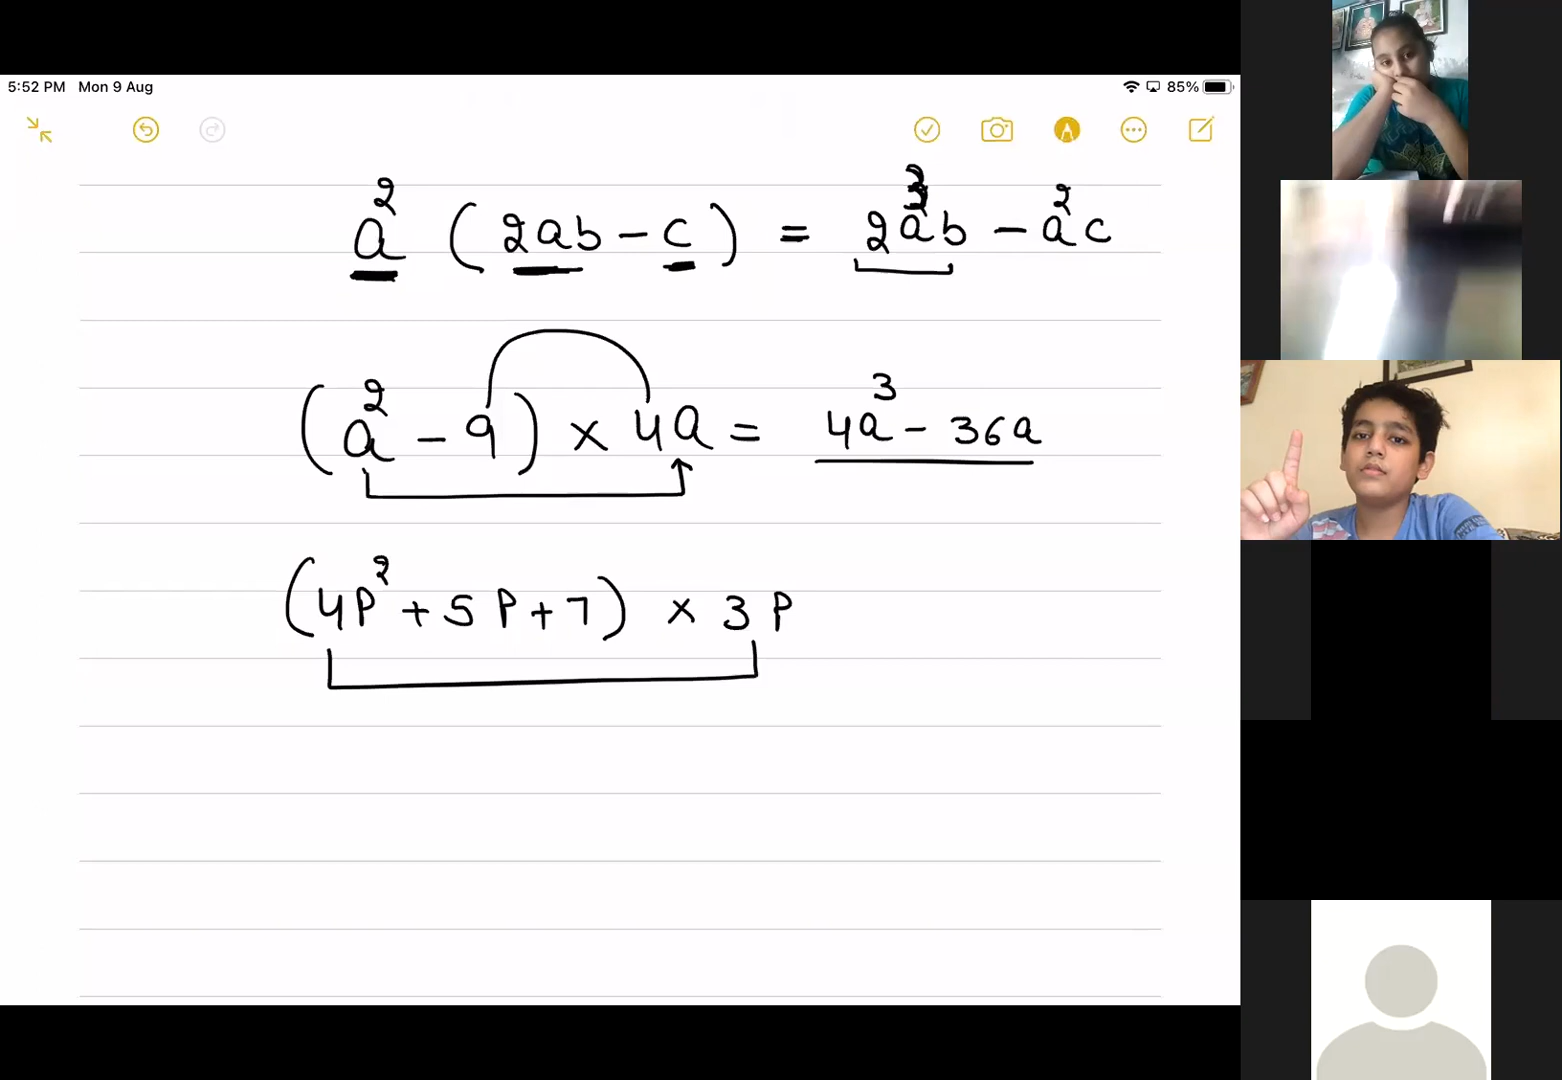 5:52 PM Mon 9 Aug 85%
a² (2ab - c) = 2a³b - a²c
(a² - 9) × 4a = 4a³ - 36a
(4P² + 5P + 7) × 3P